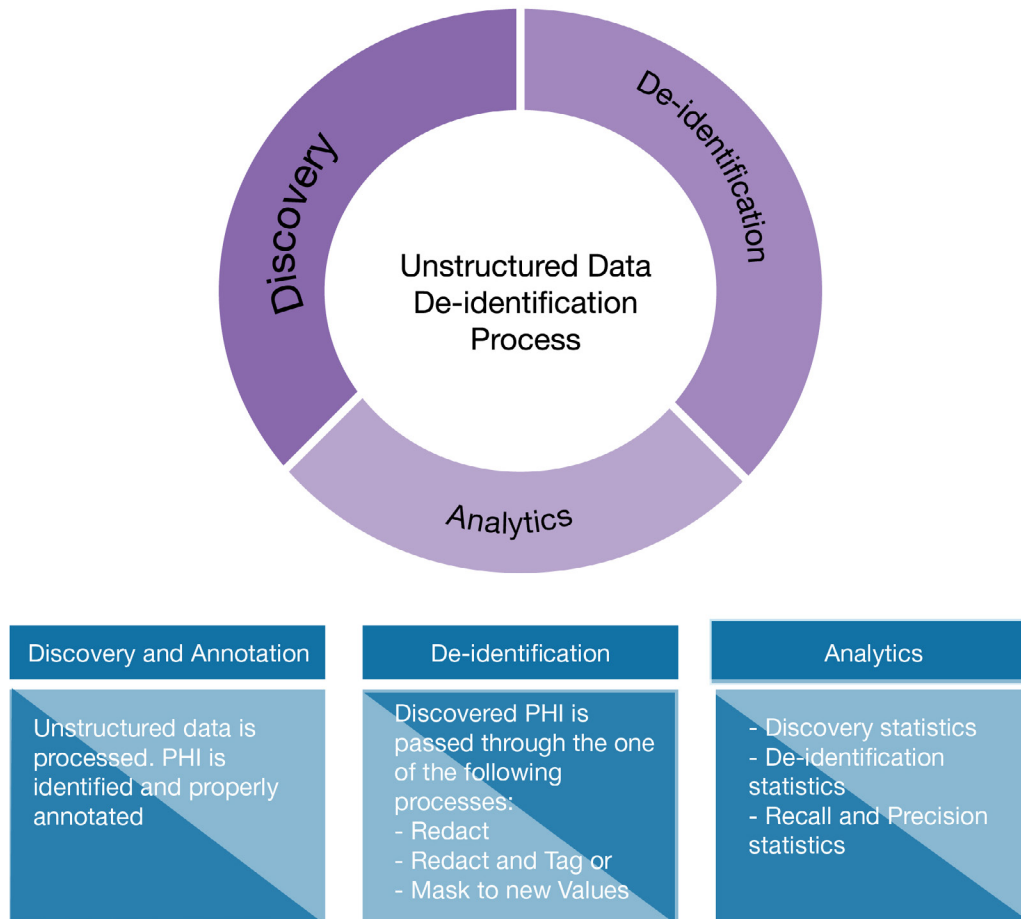 Discovery
De-identification
Unstructured Data
De-identification
Process
Analytics
Discovery and Annotation
Unstructured data is
processed. PHI is
identified and properly
annotated
De-identification
Discovered PHI is
passed through the one
of the following
processes:
- Redact
- Redact and Tag or
- Mask to new Values
Analytics
- Discovery statistics
- De-identification
statistics
- Recall and Precision
statistics